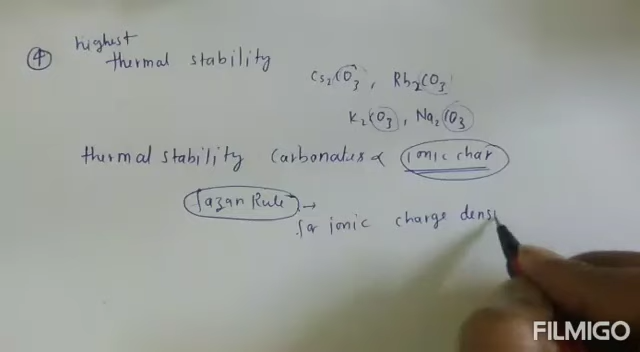 ④ highest
thermal stability
Cs2CO3, Rb2CO3
K2CO3, Na2CO3
thermal stability carbonates ∝ ionic char
fazan Rule →
for ionic charge dens
FILMIGO